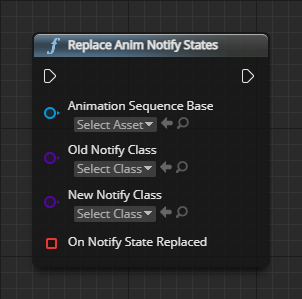 Replace Anim Notify States
Animation Sequence Base
Select Asset
Old Notify Class
Select Class
New Notify Class
Select Class
On Notify State Replaced